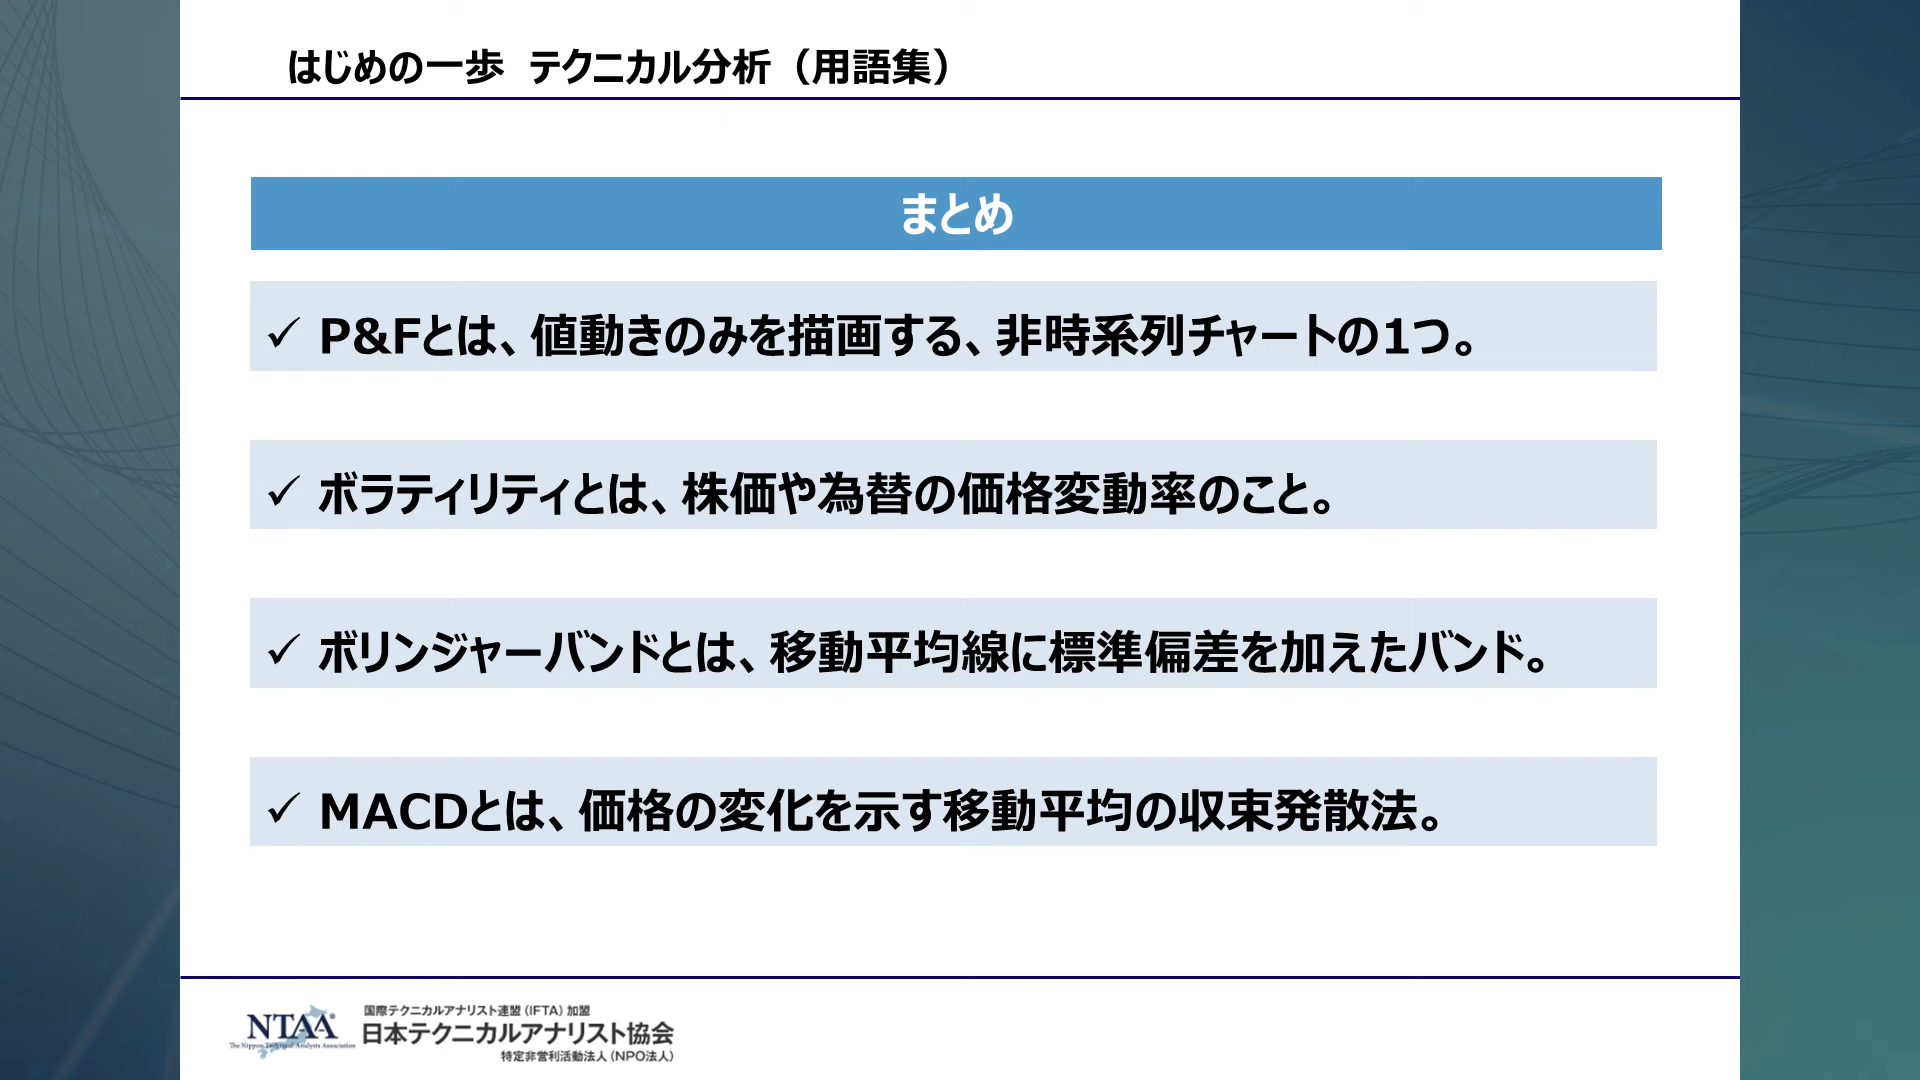 はじめの一歩 テクニカル分析（用語集）
まとめ
✓ P&Fとは、値動きのみを描画する、非時系列チャートの1つ。
✓ ボラティリティとは、株価や為替の価格変動率のこと。
✓ ボリンジャーバンドとは、移動平均線に標準偏差を加えたバンド。
✓ MACDとは、価格の変化を示す移動平均の収束発散法。
NTAA®
The Nippon Technical Analysts Association
国際テクニカルアナリスト連盟（IFTA）加盟
日本テクニカルアナリスト協会
特定非営利活動法人（NPO法人）